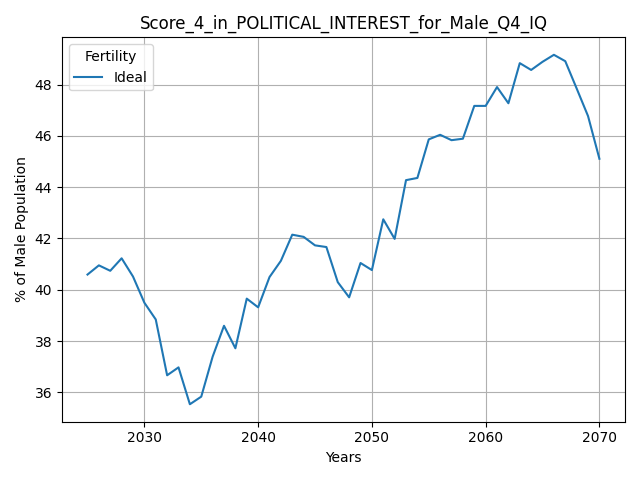 Score_4_in_POLITICAL_INTEREST_for_Male_Q4_IQ
Fertility
Ideal
% of Male Population
48
46
44
42
40
38
36
2030 2040 2050 2060 2070
Years